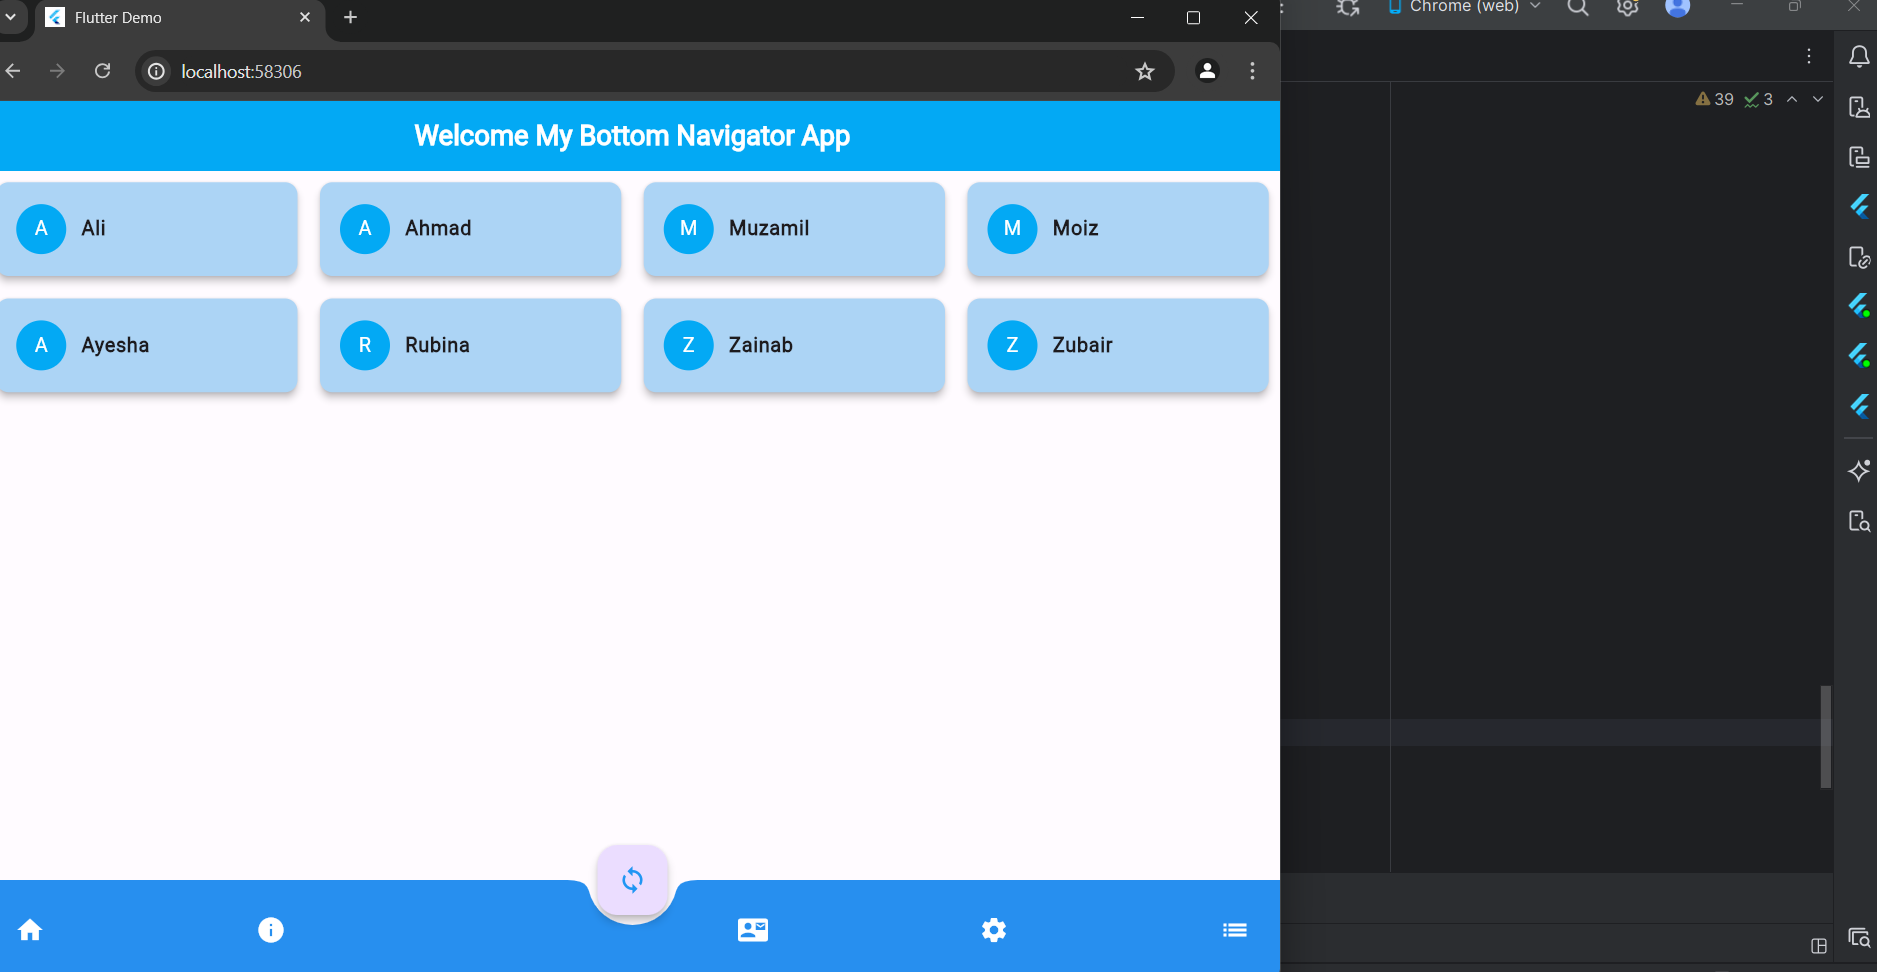 Flutter Demo
Chrome (web)
localhost:58306
39 3
Welcome My Bottom Navigator App
A Ali A Ahmad M Muzamil M Moiz
A Ayesha R Rubina Z Zainab Z Zubair